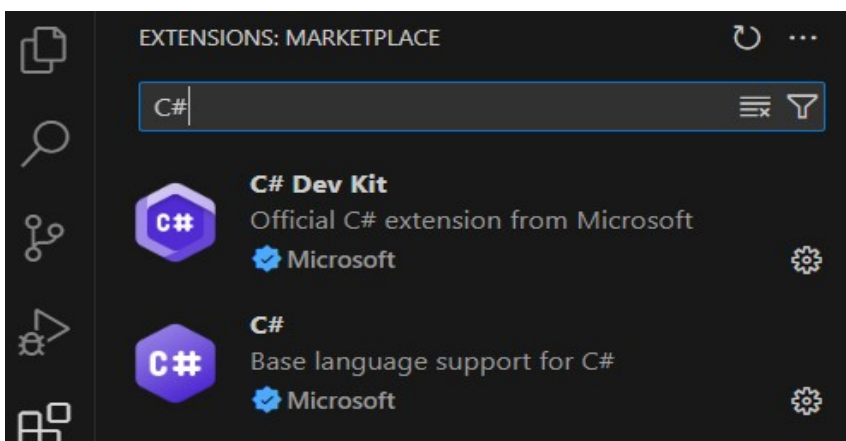 EXTENSIONS: MARKETPLACE
C#
C# Dev Kit
C# Official C# extension from Microsoft
Microsoft
C#
C# Base language support for C#
Microsoft